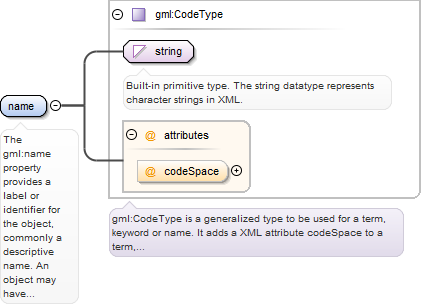 gml:CodeType
string
Built-in primitive type. The string datatype represents
character strings in XML.
name
@ attributes
@ codeSpace
The
gml:name
property
provides a
label or
identifier for
the object,
commonly a
descriptive
name. An
object may
have...
gml:CodeType is a generalized type to be used for a term,
keyword or name. It adds a XML attribute codeSpace to a
term,...